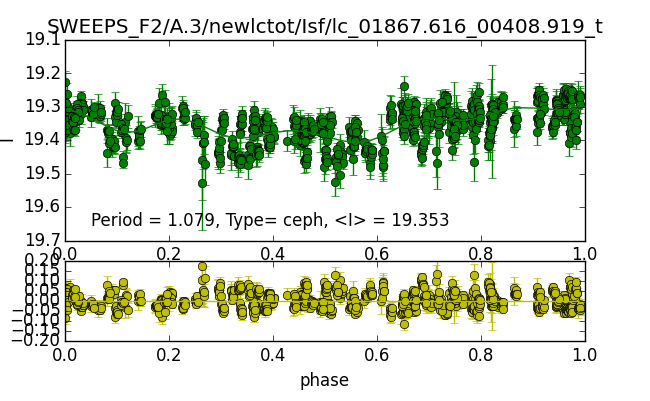 SWEEPS_F2/A.3/newlctot/Isf/lc_01867.616_00408.919_t
19.1
19.2
19.3
19.4
19.5
19.6
19.7
I
Period = 1.079, Type= ceph, <I> = 19.353
0.0 0.2 0.4 0.6 0.8 1.0
0.20
0.15
0.10
0.05
0.00
−0.05
−0.10
−0.15
−0.20
0.0 0.2 0.4 0.6 0.8 1.0
phase